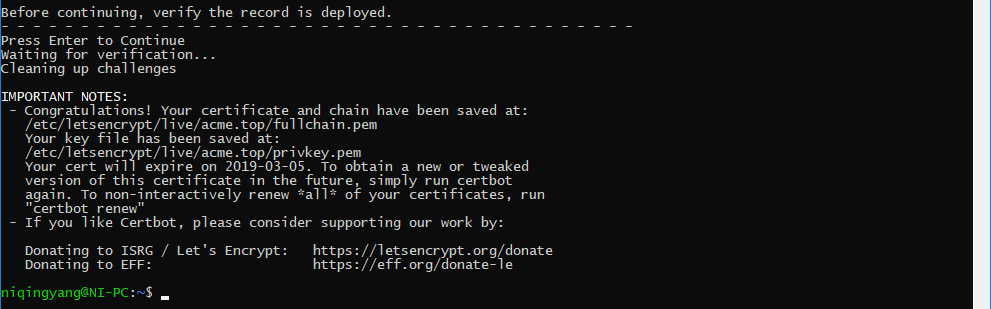 Before continuing, verify the record is deployed.
- - - - - - - - - - - - - - - - - - - - - - - - - - - - - - - - - - - - - - - -
Press Enter to Continue
Waiting for verification...
Cleaning up challenges
IMPORTANT NOTES:
- Congratulations! Your certificate and chain have been saved at:
/etc/letsencrypt/live/acme.top/fullchain.pem
Your key file has been saved at:
/etc/letsencrypt/live/acme.top/privkey.pem
Your cert will expire on 2019-03-05. To obtain a new or tweaked
version of this certificate in the future, simply run certbot
again. To non-interactively renew *all* of your certificates, run
"certbot renew"
- If you like Certbot, please consider supporting our work by:
Donating to ISRG / Let's Encrypt: https://letsencrypt.org/donate
Donating to EFF: https://eff.org/donate-le
niqingyang@NI-PC:~$